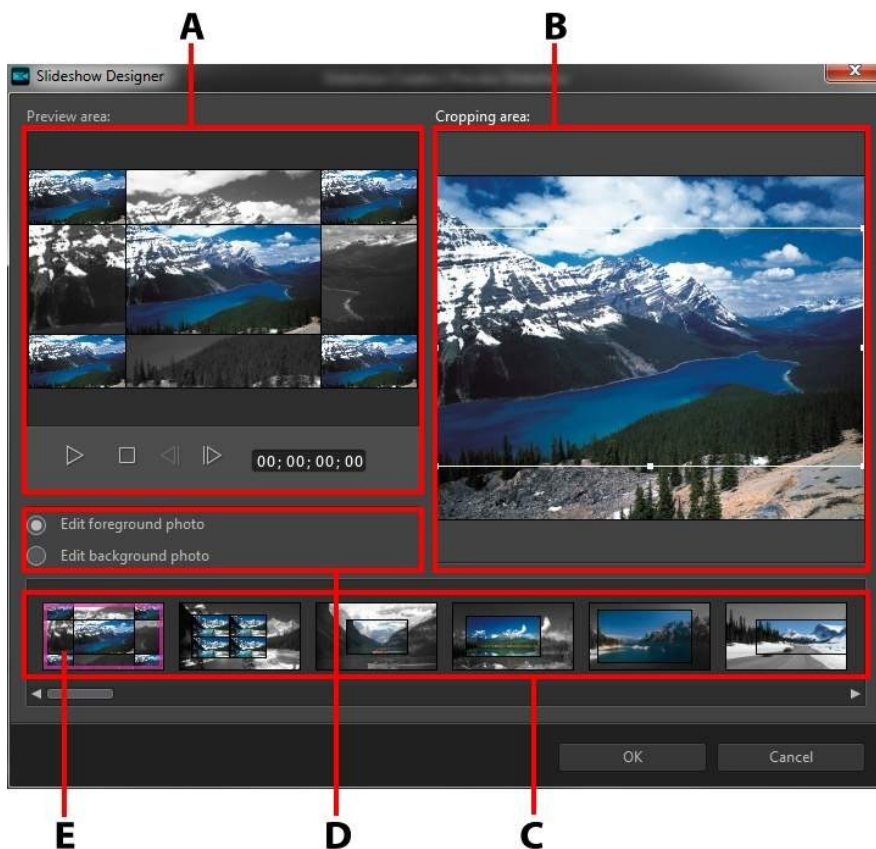 A
B
Slideshow Designer
Preview area:
Cropping area:
00;00;00;00
Edit foreground photo
Edit background photo
OK
Cancel
E
D
C